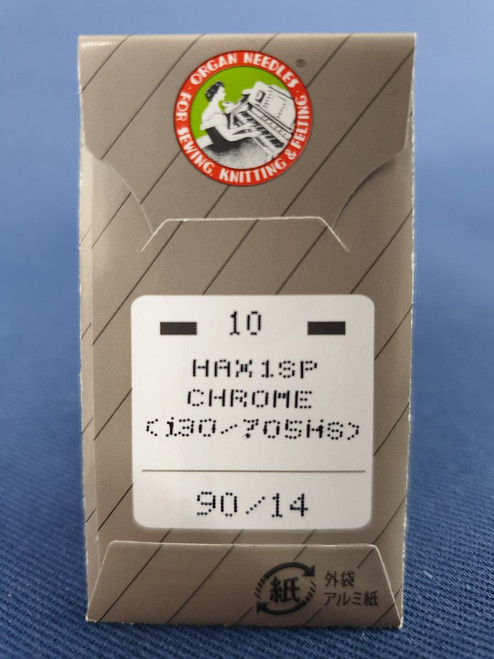 · ORGAN NEEDLES ·
FOR SEWING, KNITTING & FELTING
®
10
HAX1SP
CHROME
<130/705HS>
90/14
紙
外袋
アルミ紙